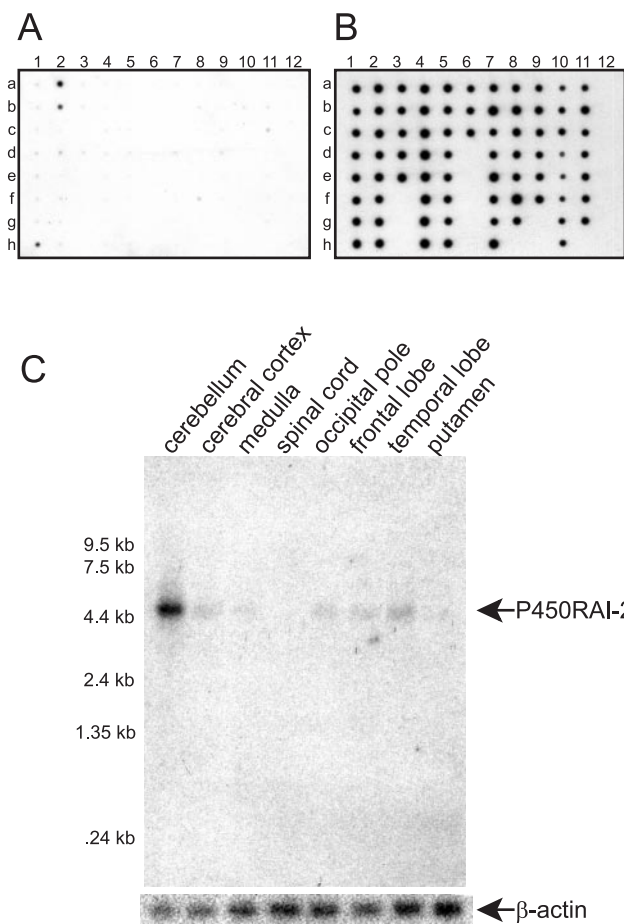 A
B
1 2 3 4 5 6 7 8 9 10 11 12
1 2 3 4 5 6 7 8 9 10 11 12
a
b
c
d
e
f
g
h
a
b
c
d
e
f
g
h
C
cerebellum
cerebral cortex
medulla
spinal cord
occipital pole
frontal lobe
temporal lobe
putamen
9.5 kb
7.5 kb
4.4 kb
P450RAI-2
2.4 kb
1.35 kb
.24 kb
β-actin